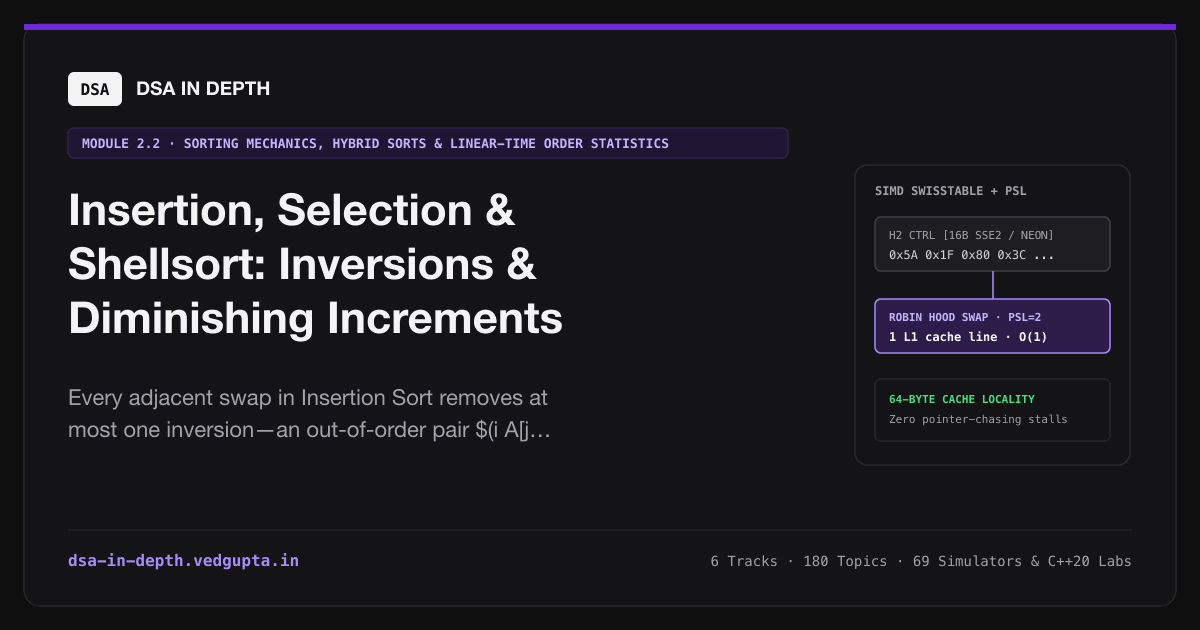 DSA
DSA IN DEPTH
MODULE 2.2 · SORTING MECHANICS, HYBRID SORTS & LINEAR–TIME ORDER STATISTICS
Insertion, Selection &
Shellsort: Inversions &
Diminishing Increments
Every adjacent swap in Insertion Sort removes at
most one inversion—an out-of-order pair $(i A[j…
SIMD SWISSTABLE + PSL
H2 CTRL [16B SSE2 / NEON]
0x5A 0x1F 0x80 0x3C ...
ROBIN HOOD SWAP · PSL=2
1 L1 cache line · O(1)
64–BYTE CACHE LOCALITY
Zero pointer–chasing stalls
dsa–in–depth.vedgupta.in
6 Tracks · 180 Topics · 69 Simulators & C++20 Labs